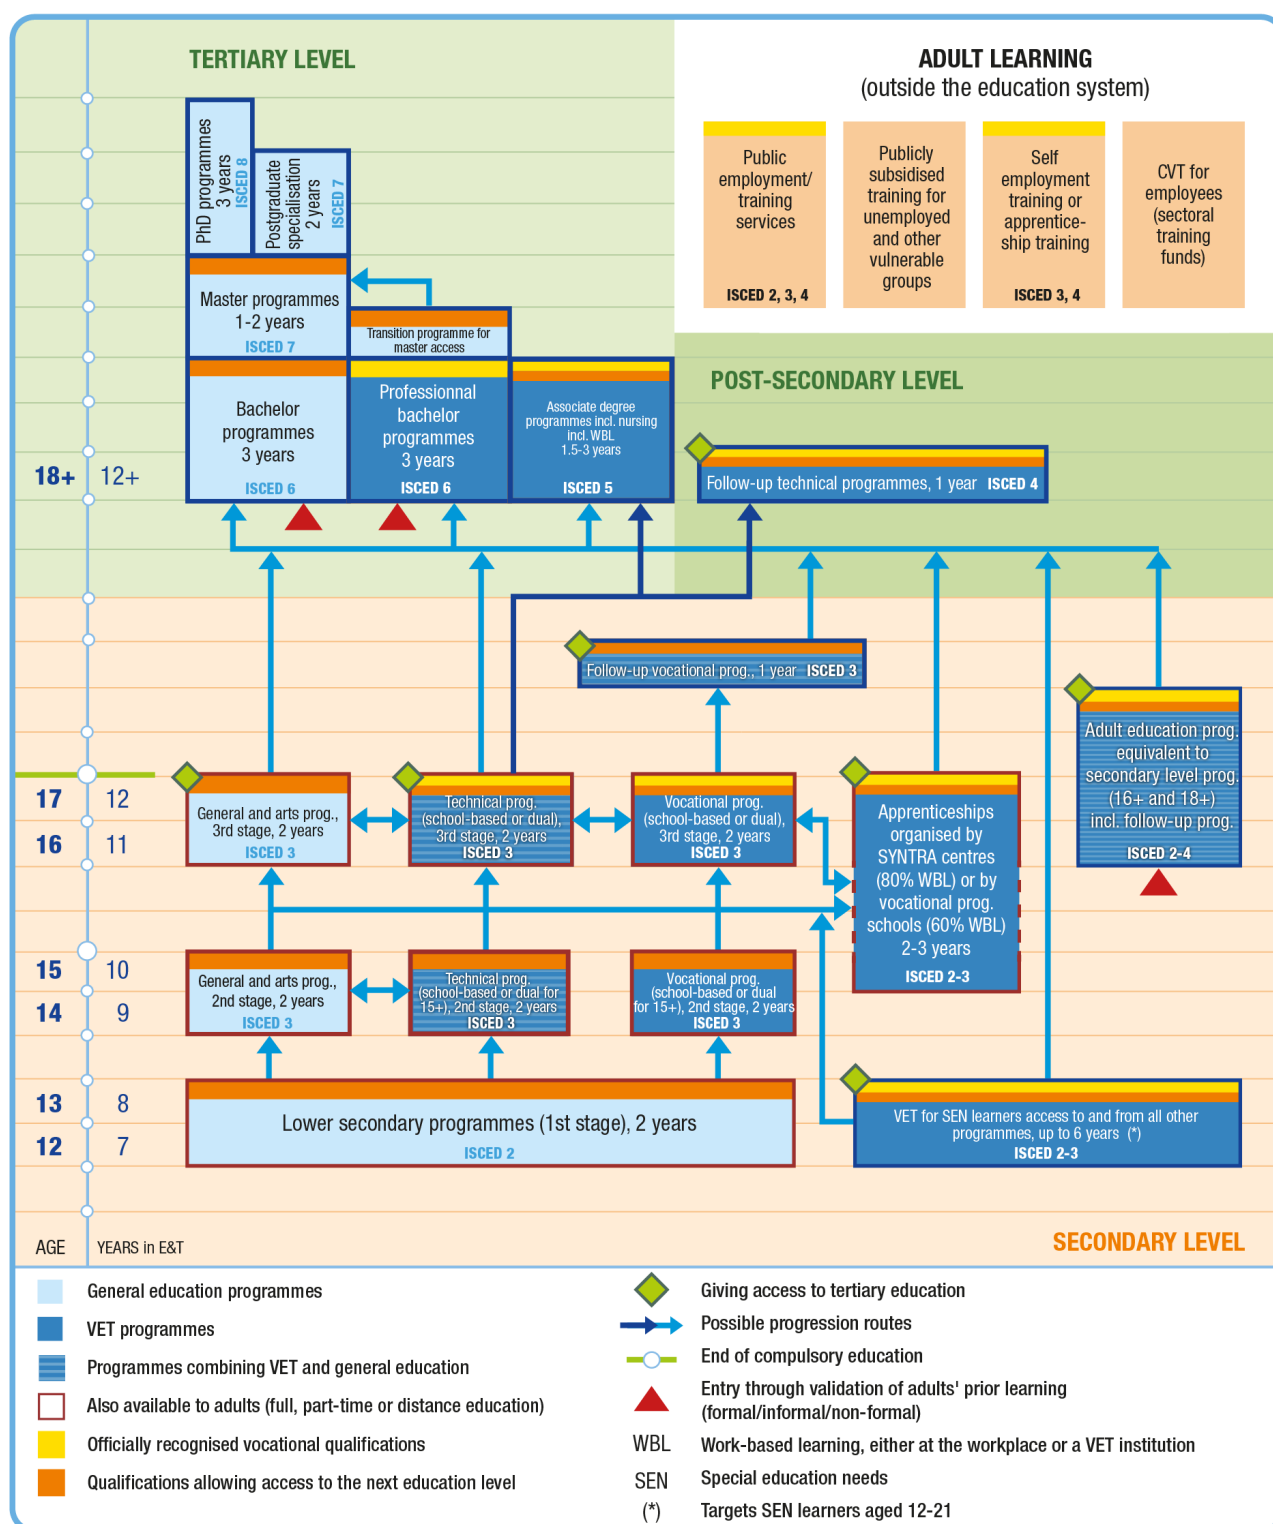 TERTIARY LEVEL
ADULT LEARNING
(outside the education system)
PhD programmes
3 years
ISCED 8
Postgraduate
specialisation
2 years
ISCED 7
Public
employment/
training
services
ISCED 2, 3, 4
Publicly
subsidised
training for
unemployed
and other
vulnerable
groups
Self
employment
training or
apprentice-
ship training
ISCED 3, 4
CVT for
employees
(sectoral
training
funds)
Master programmes
1-2 years
ISCED 7
Transition programme for
master access
POST-SECONDARY LEVEL
Bachelor
programmes
3 years
ISCED 6
Professionnal
bachelor
programmes
3 years
ISCED 6
Associate degree
programmes incl. nursing
incl. WBL
1.5-3 years
ISCED 5
18+ 12+
Follow-up technical programmes, 1 year ISCED 4
Follow-up vocational prog., 1 year ISCED 3
Adult education prog.
equivalent to
secondary level prog.
(16+ and 18+)
incl. follow-up prog.
ISCED 2-4
17 12
16 11
General and arts prog.,
3rd stage, 2 years
ISCED 3
Technical prog.
(school-based or dual),
3rd stage, 2 years
ISCED 3
Vocational prog.
(school-based or dual),
3rd stage, 2 years
ISCED 3
Apprenticeships
organised by
SYNTRA centres
(80% WBL) or by
vocational prog.
schools (60% WBL)
2-3 years
ISCED 2-3
15 10
14 9
General and arts prog.,
2nd stage, 2 years
ISCED 3
Technical prog.
(school-based or dual for
15+), 2nd stage, 2 years
ISCED 3
Vocational prog.
(school-based or dual
for 15+), 2nd stage, 2 years
ISCED 3
13 8
12 7
Lower secondary programmes (1st stage), 2 years
ISCED 2
VET for SEN learners access to and from all other
programmes, up to 6 years (*)
ISCED 2-3
AGE YEARS in E&T
SECONDARY LEVEL
General education programmes
VET programmes
Programmes combining VET and general education
Also available to adults (full, part-time or distance education)
Officially recognised vocational qualifications
Qualifications allowing access to the next education level
Giving access to tertiary education
Possible progression routes
End of compulsory education
Entry through validation of adults' prior learning
(formal/informal/non-formal)
WBL Work-based learning, either at the workplace or a VET institution
SEN Special education needs
(*) Targets SEN learners aged 12-21